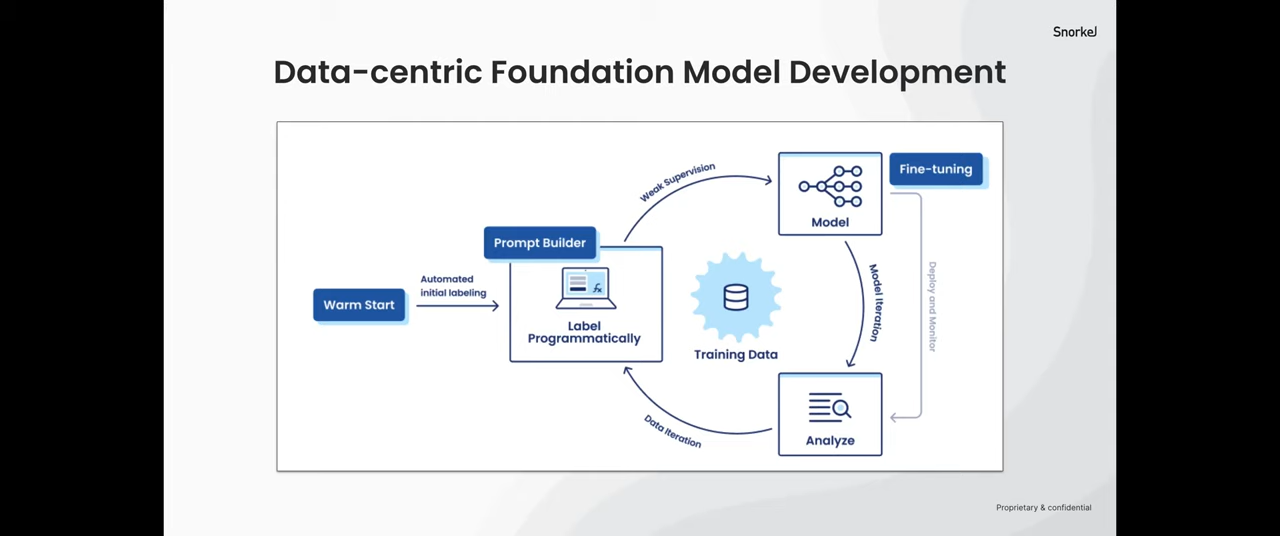 Snorkel
Data-centric Foundation Model Development
Weak Supervision
Fine-tuning
Model
Prompt Builder
Automated
initial labeling
Warm Start
fx
Label
Programmatically
Training Data
Model Iteration
Deploy and Monitor
Data Iteration
Analyze
Proprietary & confidential